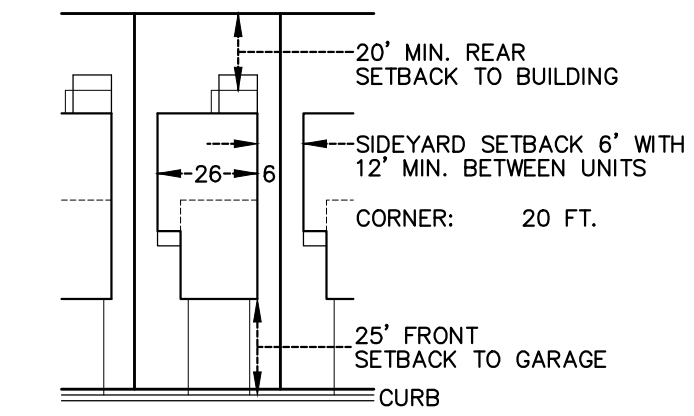 20' MIN. REAR
SETBACK TO BUILDING
SIDEYARD SETBACK 6' WITH
12' MIN. BETWEEN UNITS
26 6
CORNER: 20 FT.
25' FRONT
SETBACK TO GARAGE
CURB